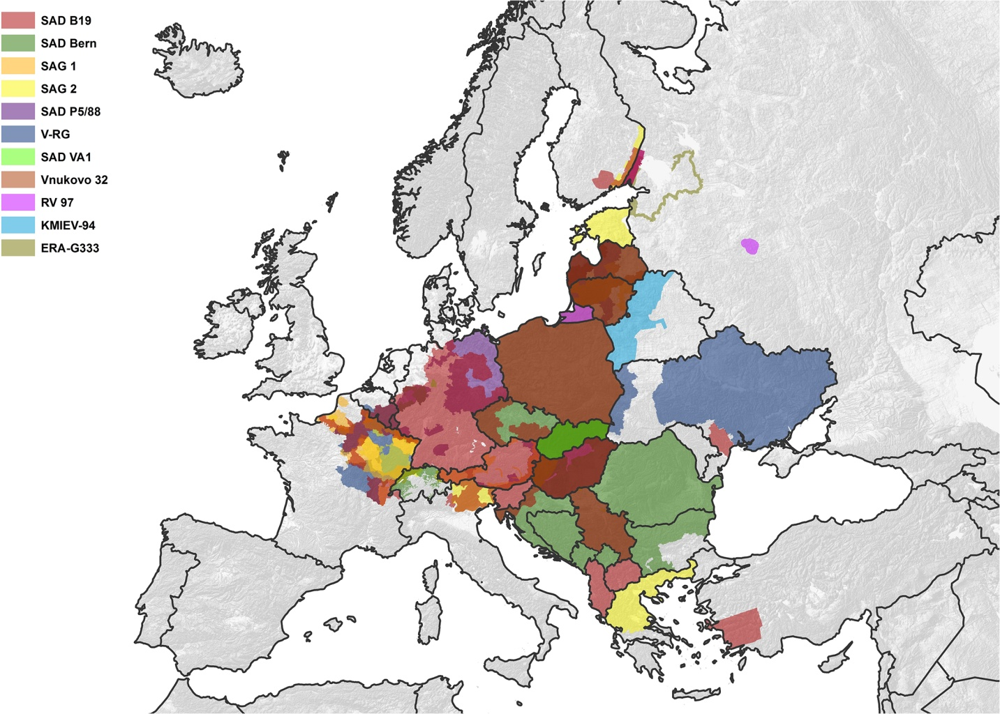 SAD B19
SAD Bern
SAG 1
SAG 2
SAD P5/88
V-RG
SAD VA1
Vnukovo 32
RV 97
KMIEV-94
ERA-G333